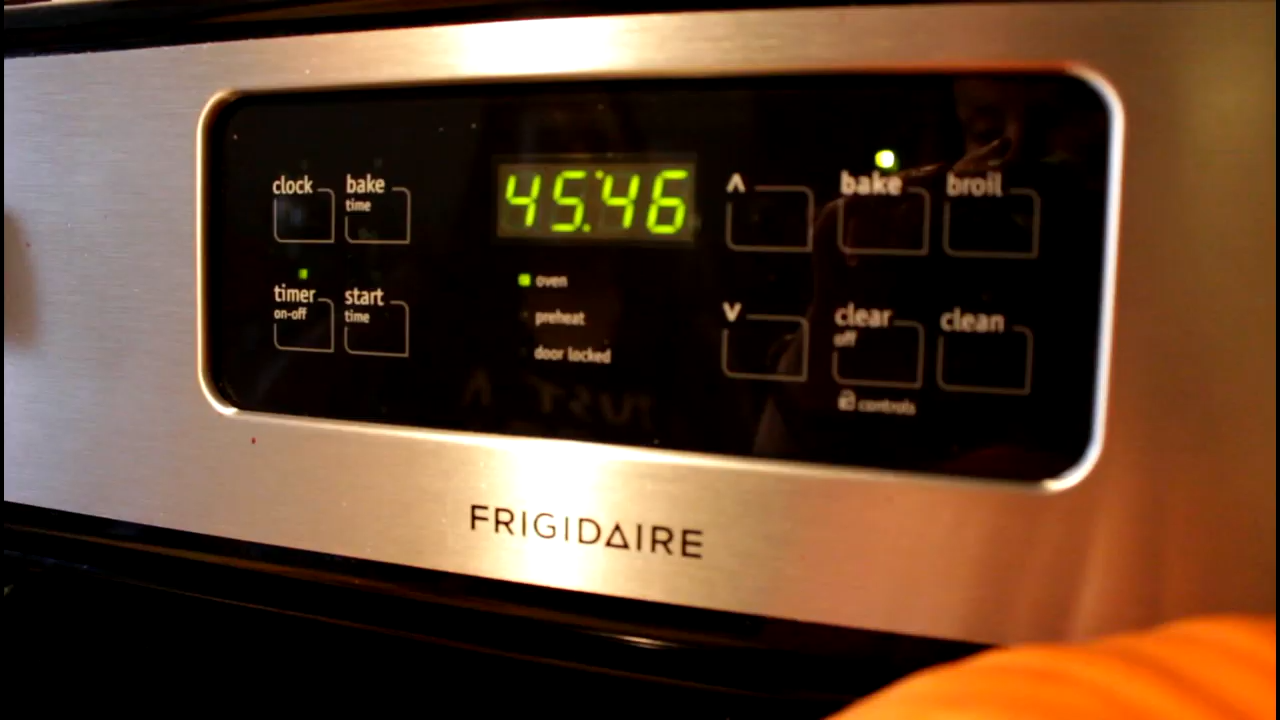 clock
bake
time
45:46
^
bake
broil
timer
on-off
start
time
oven
preheat
door locked
v
clear
off
clean
controls
FRIGIDAIRE